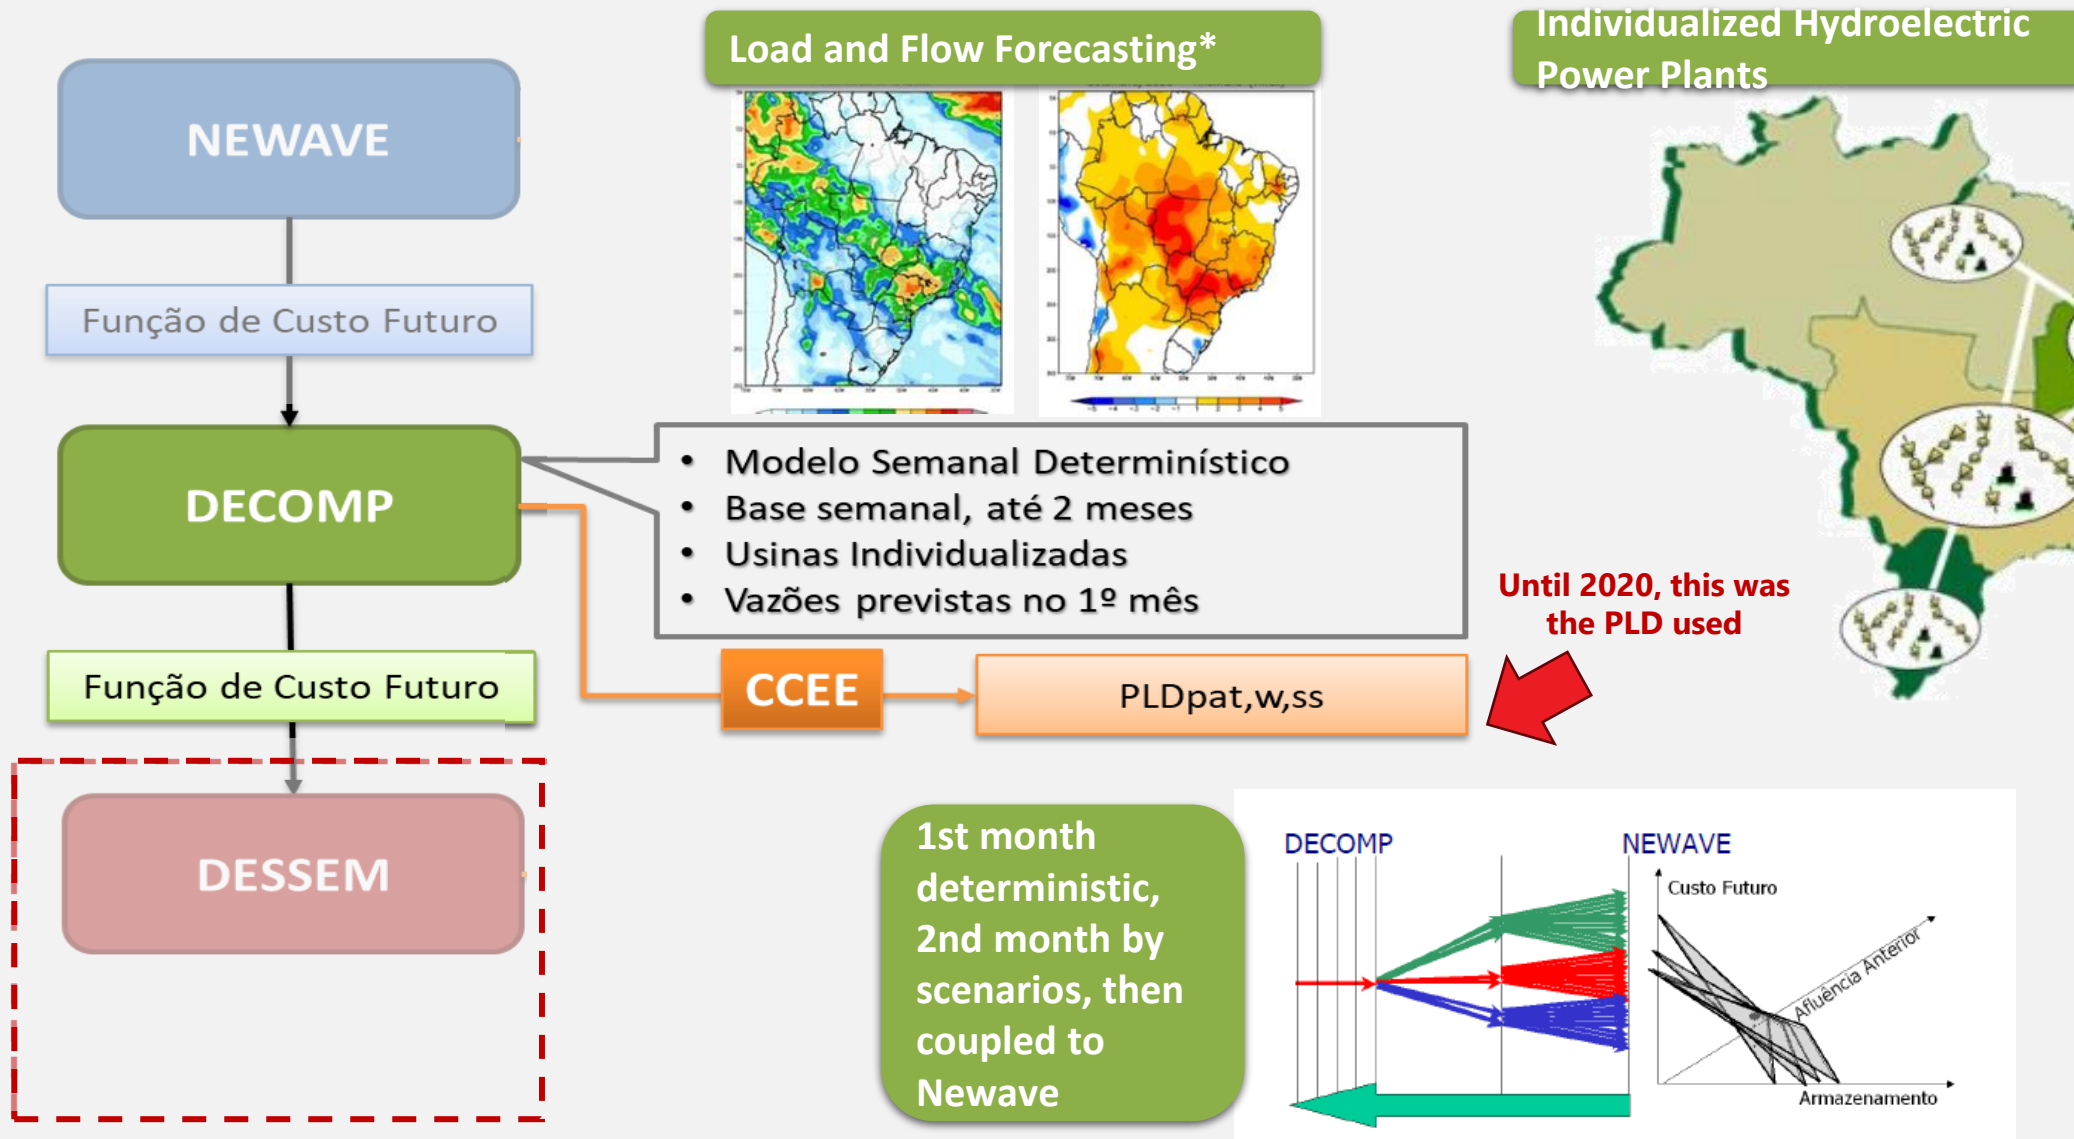 Load and Flow Forecasting*
Individualized Hydroelectric
Power Plants
NEWAVE
Função de Custo Futuro
DECOMP
• Modelo Semanal Determinístico
• Base semanal, até 2 meses
• Usinas Individualizadas
• Vazões previstas no 1º mês
Until 2020, this was
the PLD used
CCEE
PLDpat,w,ss
Função de Custo Futuro
DESSEM
1st month
deterministic,
2nd month by
scenarios, then
coupled to
Newave
DECOMP
NEWAVE
Custo Futuro
Afluência Anterior
Armazenamento